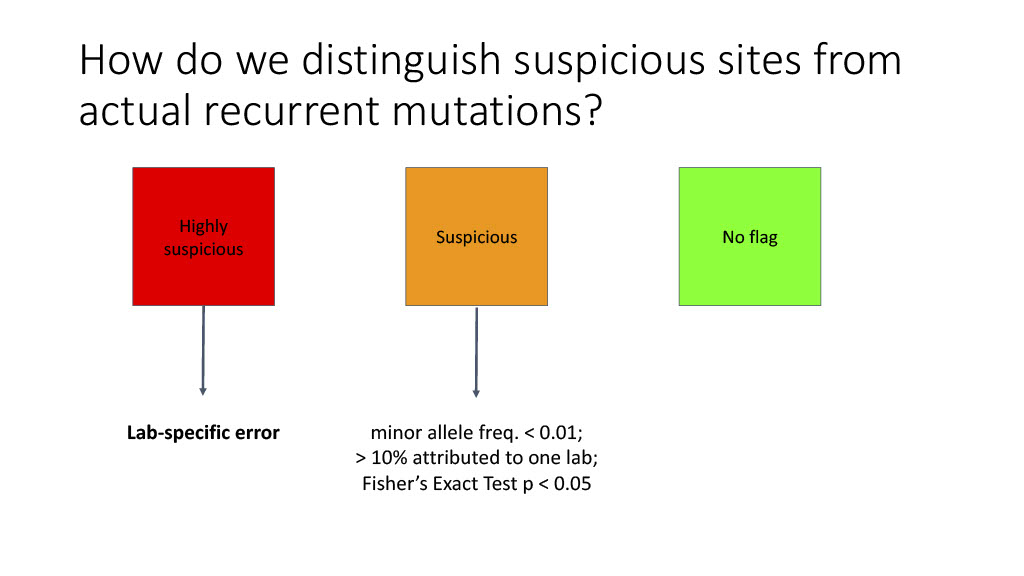 How do we distinguish suspicious sites from
actual recurrent mutations?
Highly
suspicious
Suspicious
No flag
Lab-specific error
minor allele freq. < 0.01;
> 10% attributed to one lab;
Fisher’s Exact Test p < 0.05